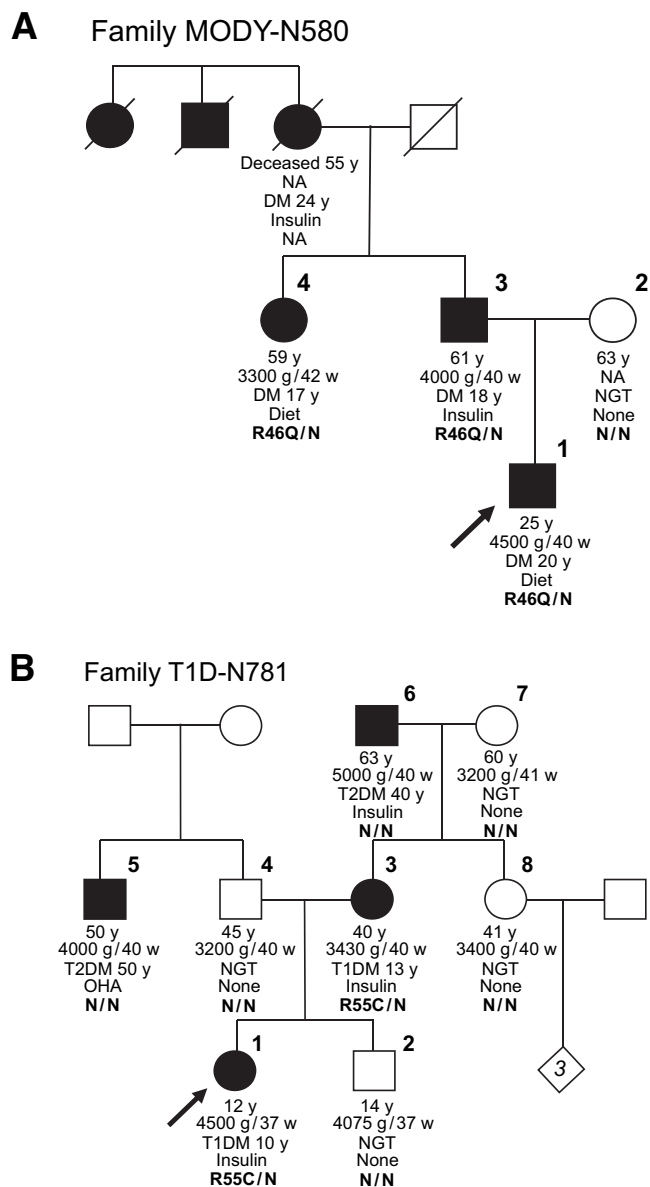 A Family MODY-N580
Deceased 55 y
NA
DM 24 y
Insulin
NA
4
59 y
3300 g/42 w
DM 17 y
Diet
R46Q/N
3
61 y
4000 g/40 w
DM 18 y
Insulin
R46Q/N
2
63 y
NA
NGT
None
N/N
1
25 y
4500 g/40 w
DM 20 y
Diet
R46Q/N
B Family T1D-N781
6
63 y
5000 g/40 w
T2DM 40 y
Insulin
N/N
7
60 y
3200 g/41 w
NGT
None
N/N
5
50 y
4000 g/40 w
T2DM 50 y
OHA
N/N
4
45 y
3200 g/40 w
NGT
None
N/N
3
40 y
3430 g/40 w
T1DM 13 y
Insulin
R55C/N
8
41 y
3400 g/40 w
NGT
None
N/N
1
12 y
4500 g/37 w
T1DM 10 y
Insulin
R55C/N
2
14 y
4075 g/37 w
NGT
None
N/N
3